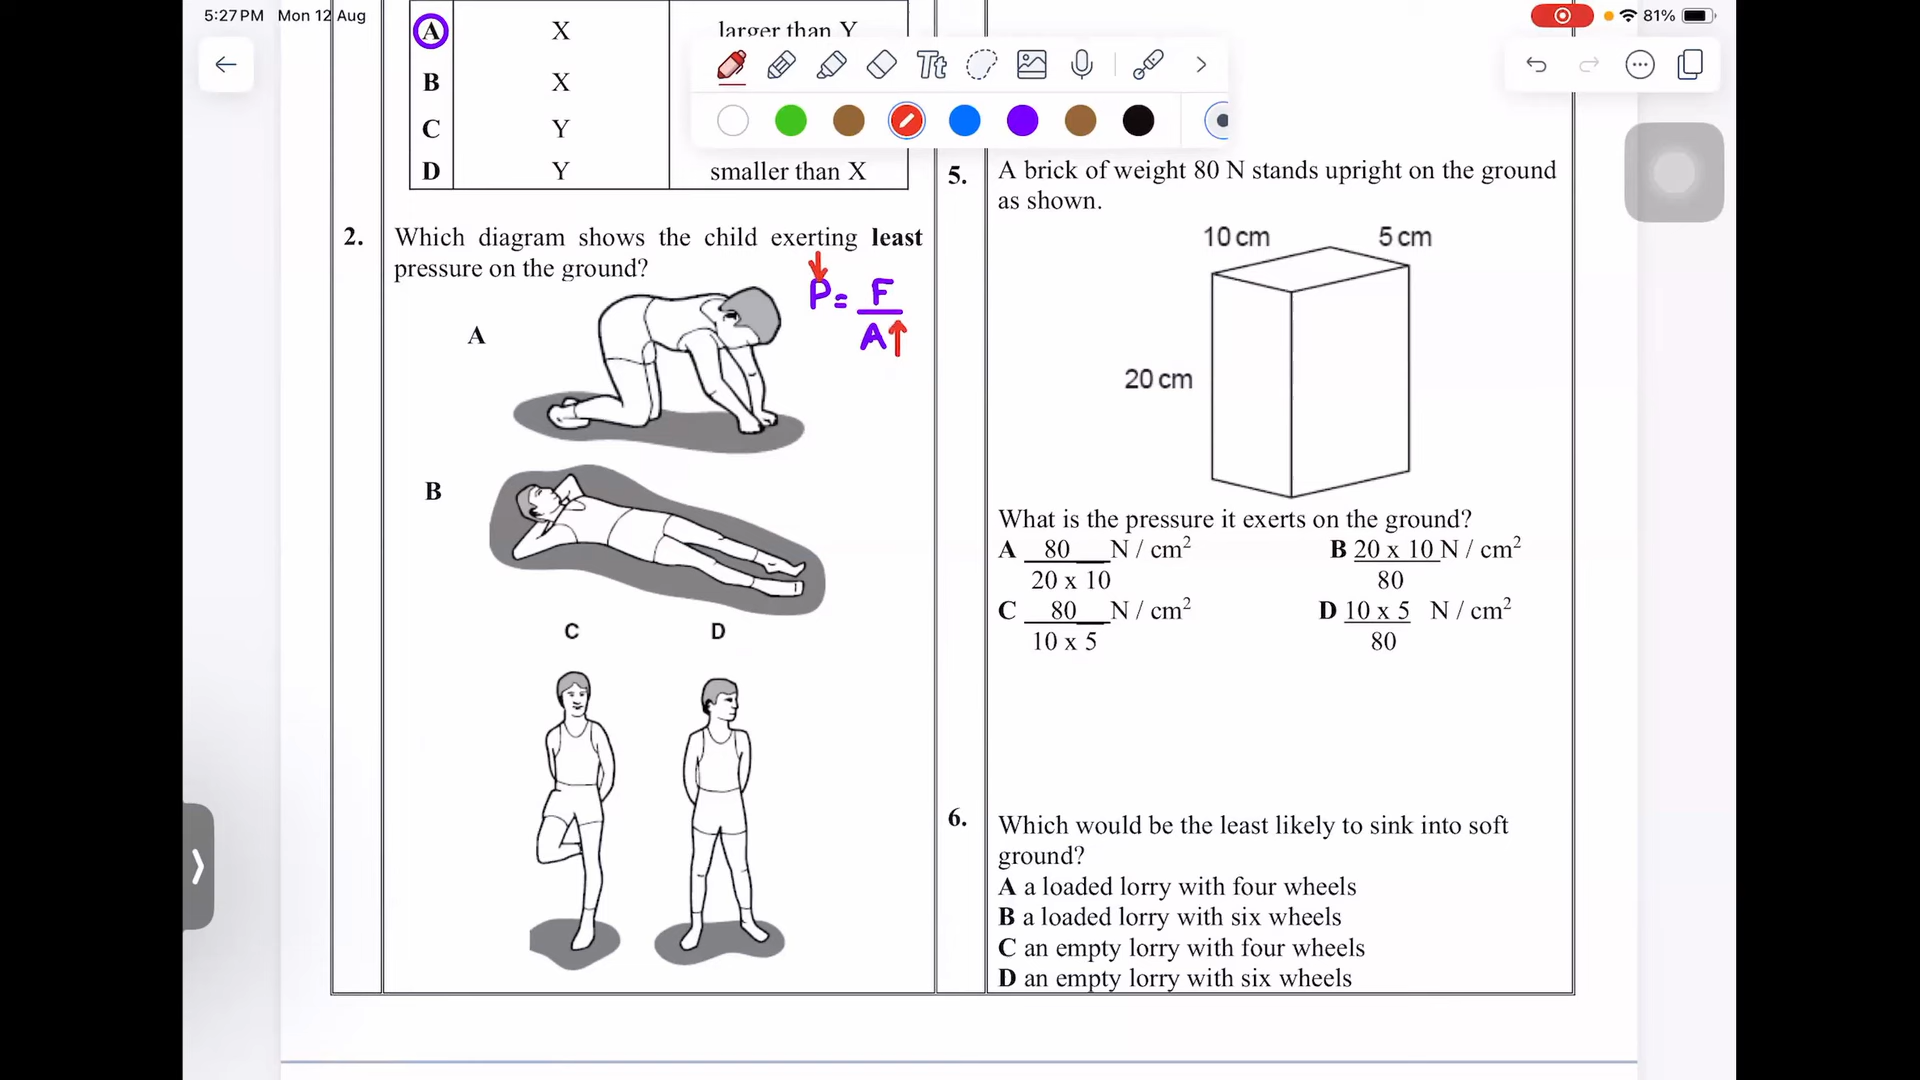 5:27 PM Mon 12 Aug
81%
A X larger than Y
B X
C Y
D Y smaller than X
Tt
2. Which diagram shows the child exerting least
pressure on the ground?
P = F
A
A
B
C D
5. A brick of weight 80 N stands upright on the ground
as shown.
10 cm 5 cm
20 cm
What is the pressure it exerts on the ground?
A 80 N / cm² B 20 x 10 N / cm²
20 x 10 80
C 80 N / cm² D 10 x 5 N / cm²
10 x 5 80
6. Which would be the least likely to sink into soft
ground?
A a loaded lorry with four wheels
B a loaded lorry with six wheels
C an empty lorry with four wheels
D an empty lorry with six wheels